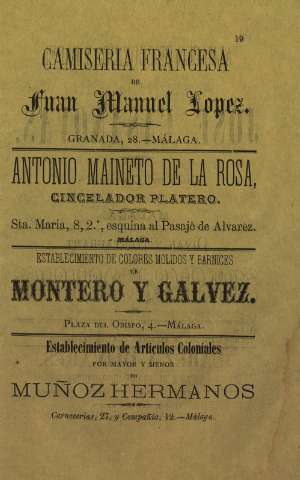 19
CAMISERIA FRANCESA
DE
Juan Manuel Lopez.
GRANADA, 28.—MÁLAGA.
ANTONIO MAINETO DE LA ROSA,
CINCELADOR PLATERO.
Sta. María, 8, 2.°, esquina al Pasaje de Alvarez.
MÁLAGA
ESTABLECIMIENTO DE COLORES MOLIDOS Y BARNICES
DE
MONTERO Y GALVEZ.
PLAZA DEL OBISPO, 4.—MÁLAGA.
Establecimiento de Artículos Coloniales
POR MAYOR Y MENOR
DE
MUÑOZ HERMANOS
Carnecerías, 27, y Compañía, 42.—Málaga.